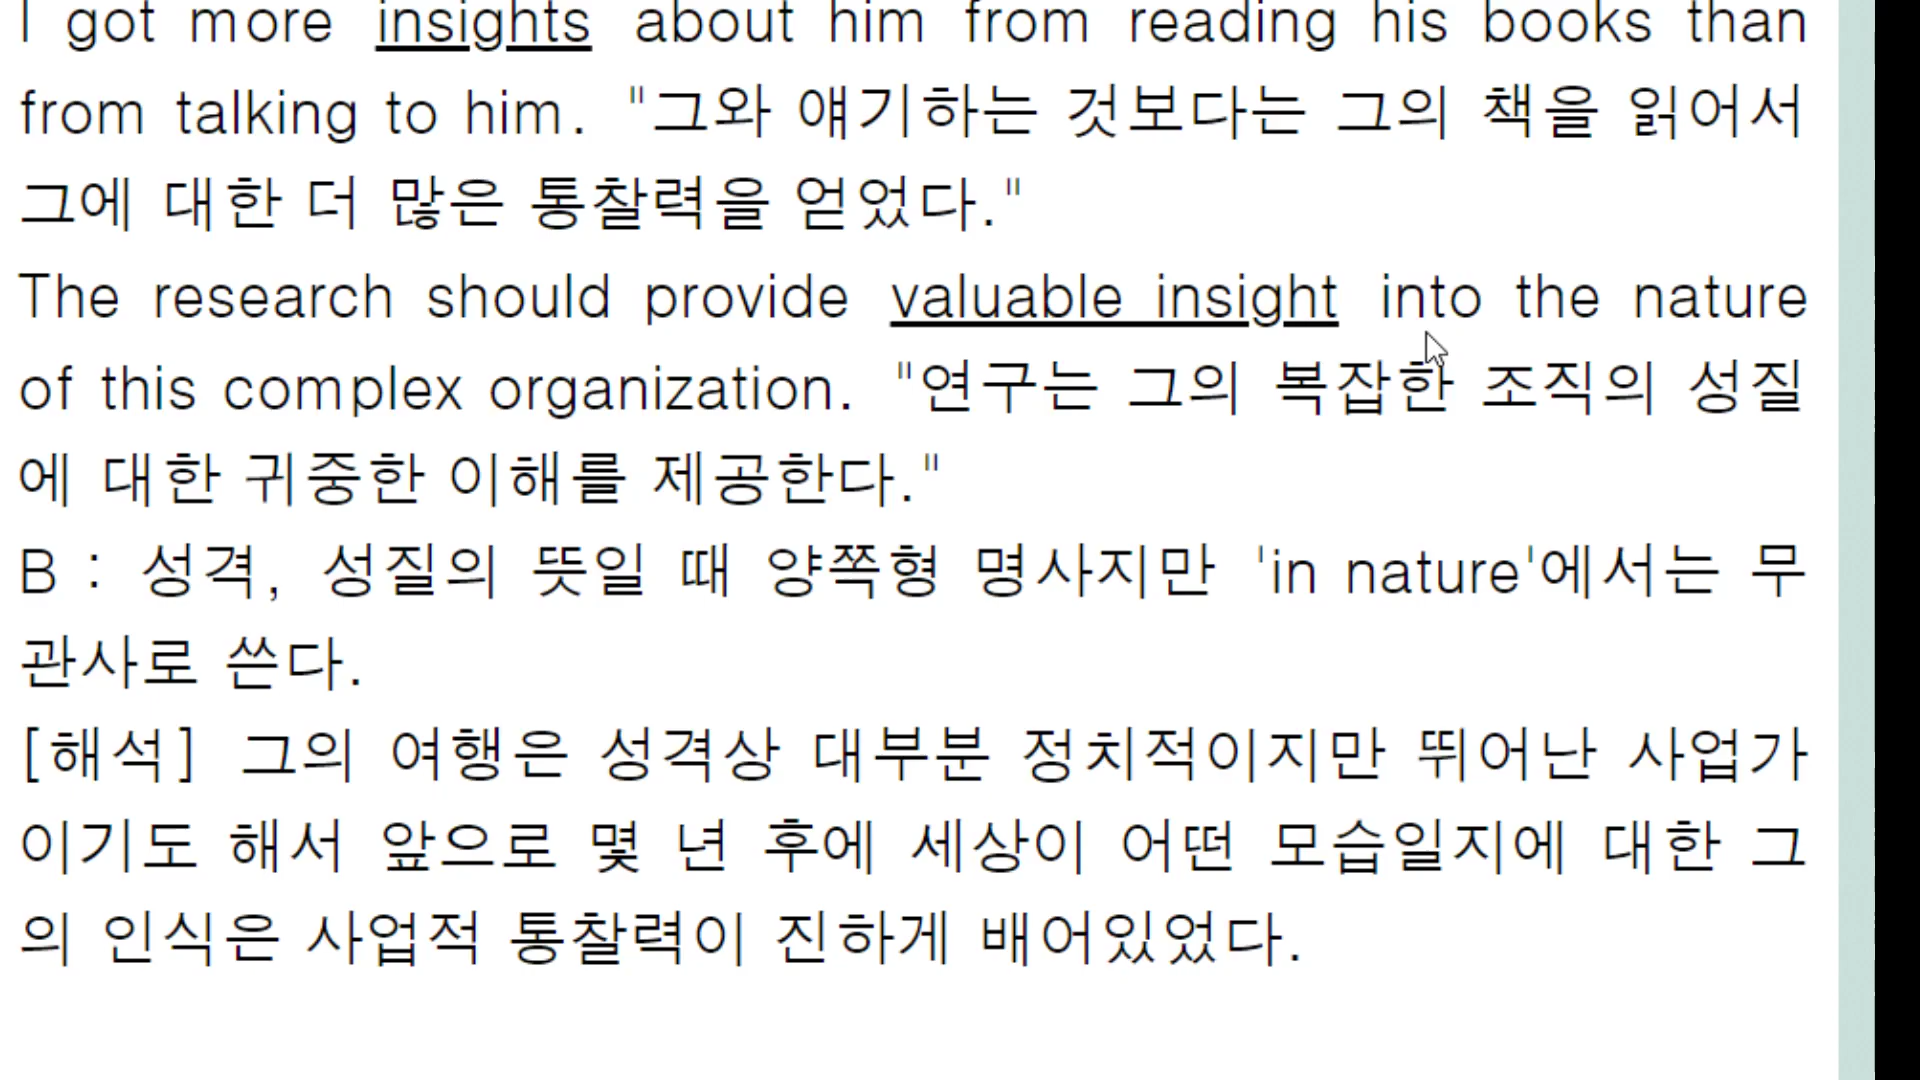 I got more insights about him from reading his books than
from talking to him. "그와 얘기하는 것보다는 그의 책을 읽어서
그에 대한 더 많은 통찰력을 얻었다."
The research should provide valuable insight into the nature
of this complex organization. "연구는 그의 복잡한 조직의 성질
에 대한 귀중한 이해를 제공한다."
B : 성격, 성질의 뜻일 때 양쪽형 명사지만 'in nature'에서는 무
관사로 쓴다.
[해석] 그의 여행은 성격상 대부분 정치적이지만 뛰어난 사업가
이기도 해서 앞으로 몇 년 후에 세상이 어떤 모습일지에 대한 그
의 인식은 사업적 통찰력이 진하게 배어있었다.